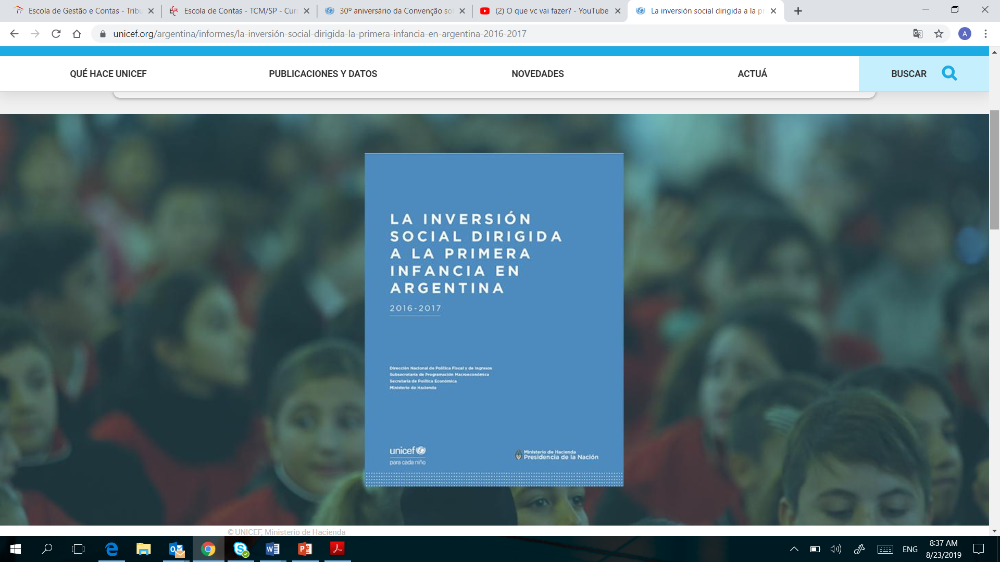 Escola de Gestão e Contas - Tribu
Escola de Contas - TCM/SP - Curs
30º aniversário da Convenção so
(2) O que vc vai fazer? - YouTube
La inversión social dirigida a la pr
unicef.org/argentina/informes/la-inversión-social-dirigida-la-primera-infancia-en-argentina-2016-2017
A
QUÉ HACE UNICEF
PUBLICACIONES Y DATOS
NOVEDADES
ACTUÁ
BUSCAR
LA INVERSIÓN
SOCIAL DIRIGIDA
A LA PRIMERA
INFANCIA EN
ARGENTINA
2016-2017
Dirección Nacional de Política Fiscal y de Ingresos
Subsecretaría de Programación Macroeconómica
Secretaría de Política Económica
Ministerio de Hacienda
unicef
para cada niño
Ministerio de Hacienda
Presidencia de la Nación
© UNICEF, Ministerio de Hacienda
ENG
8:37 AM
8/23/2019